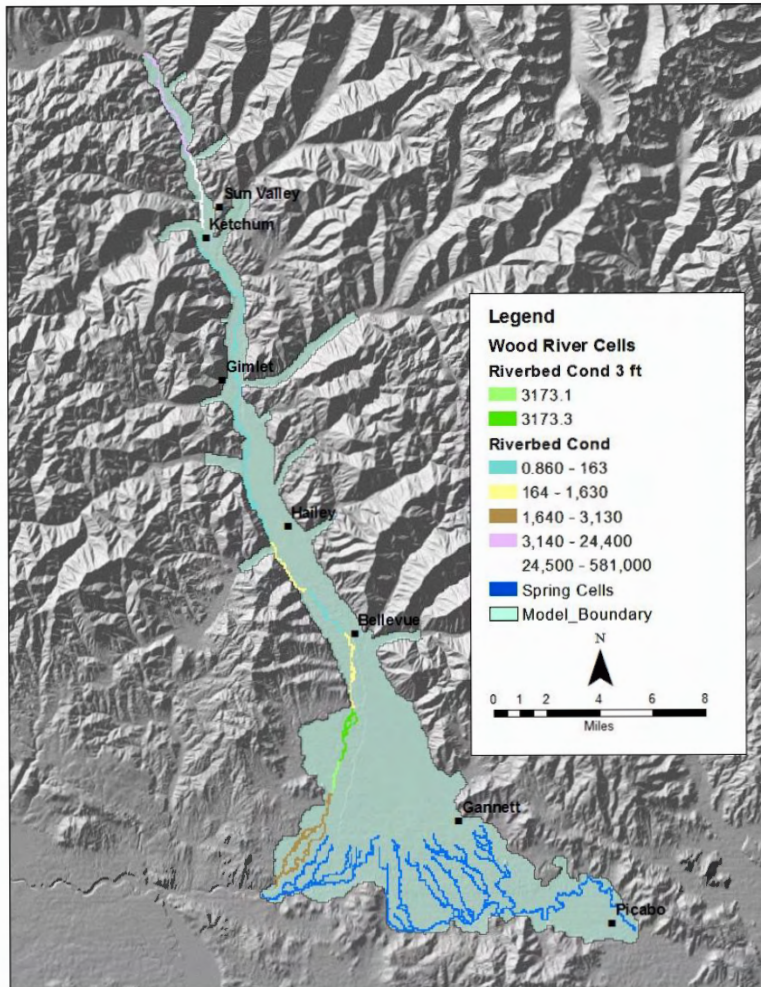 Sun Valley
Ketchum
Gimlet
Hailey
Bellevue
Gannett
Picabo
Legend
Wood River Cells
Riverbed Cond 3 ft
3173.1
3173.3
Riverbed Cond
0.860 - 163
164 - 1,630
1,640 - 3,130
3,140 - 24,400
24,500 - 581,000
Spring Cells
Model_Boundary
N
0 1 2 4 6 8
Miles